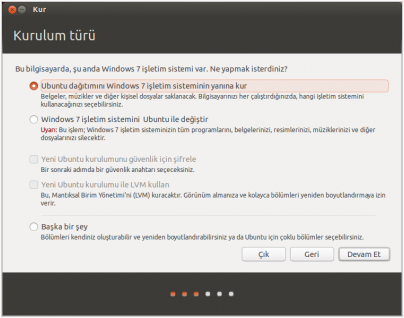 Kur
Kurulum türü
Bu bilgisayarda, şu anda Windows 7 işletim sistemi var. Ne yapmak isterdiniz?
Ubuntu dağıtımını Windows 7 işletim sisteminin yanına kur
Belgeler, müzikler ve diğer kişisel dosyalar saklanacak. Bilgisayarınızı her çalıştırdığınızda, hangi işletim sistemini
kullanacağınızı seçebilirsiniz.
Windows 7 işletim sistemini Ubuntu ile değiştir
Uyarı: Bu işlem; Windows 7 işletim sisteminizin tüm programlarını, belgelerinizi, resimlerinizi, müziklerinizi ve diğer
dosyalarınızı silecektir.
Yeni Ubuntu kurulumunu güvenlik için şifrele
Bir sonraki adımda bir güvenlik anahtarı seçeceksiniz.
Yeni Ubuntu kurulumu ile LVM kullan
Bu, Mantıksal Birim Yönetimi'ni (LVM) kuracaktır. Görünüm almanıza ve kolayca bölümleri yeniden boyutlandırmaya izin
verir.
Başka bir şey
Bölümleri kendiniz oluşturabilir ve yeniden boyutlandırabilirsiniz ya da Ubuntu için çoklu bölümler seçebilirsiniz.
Çık Geri Devam Et